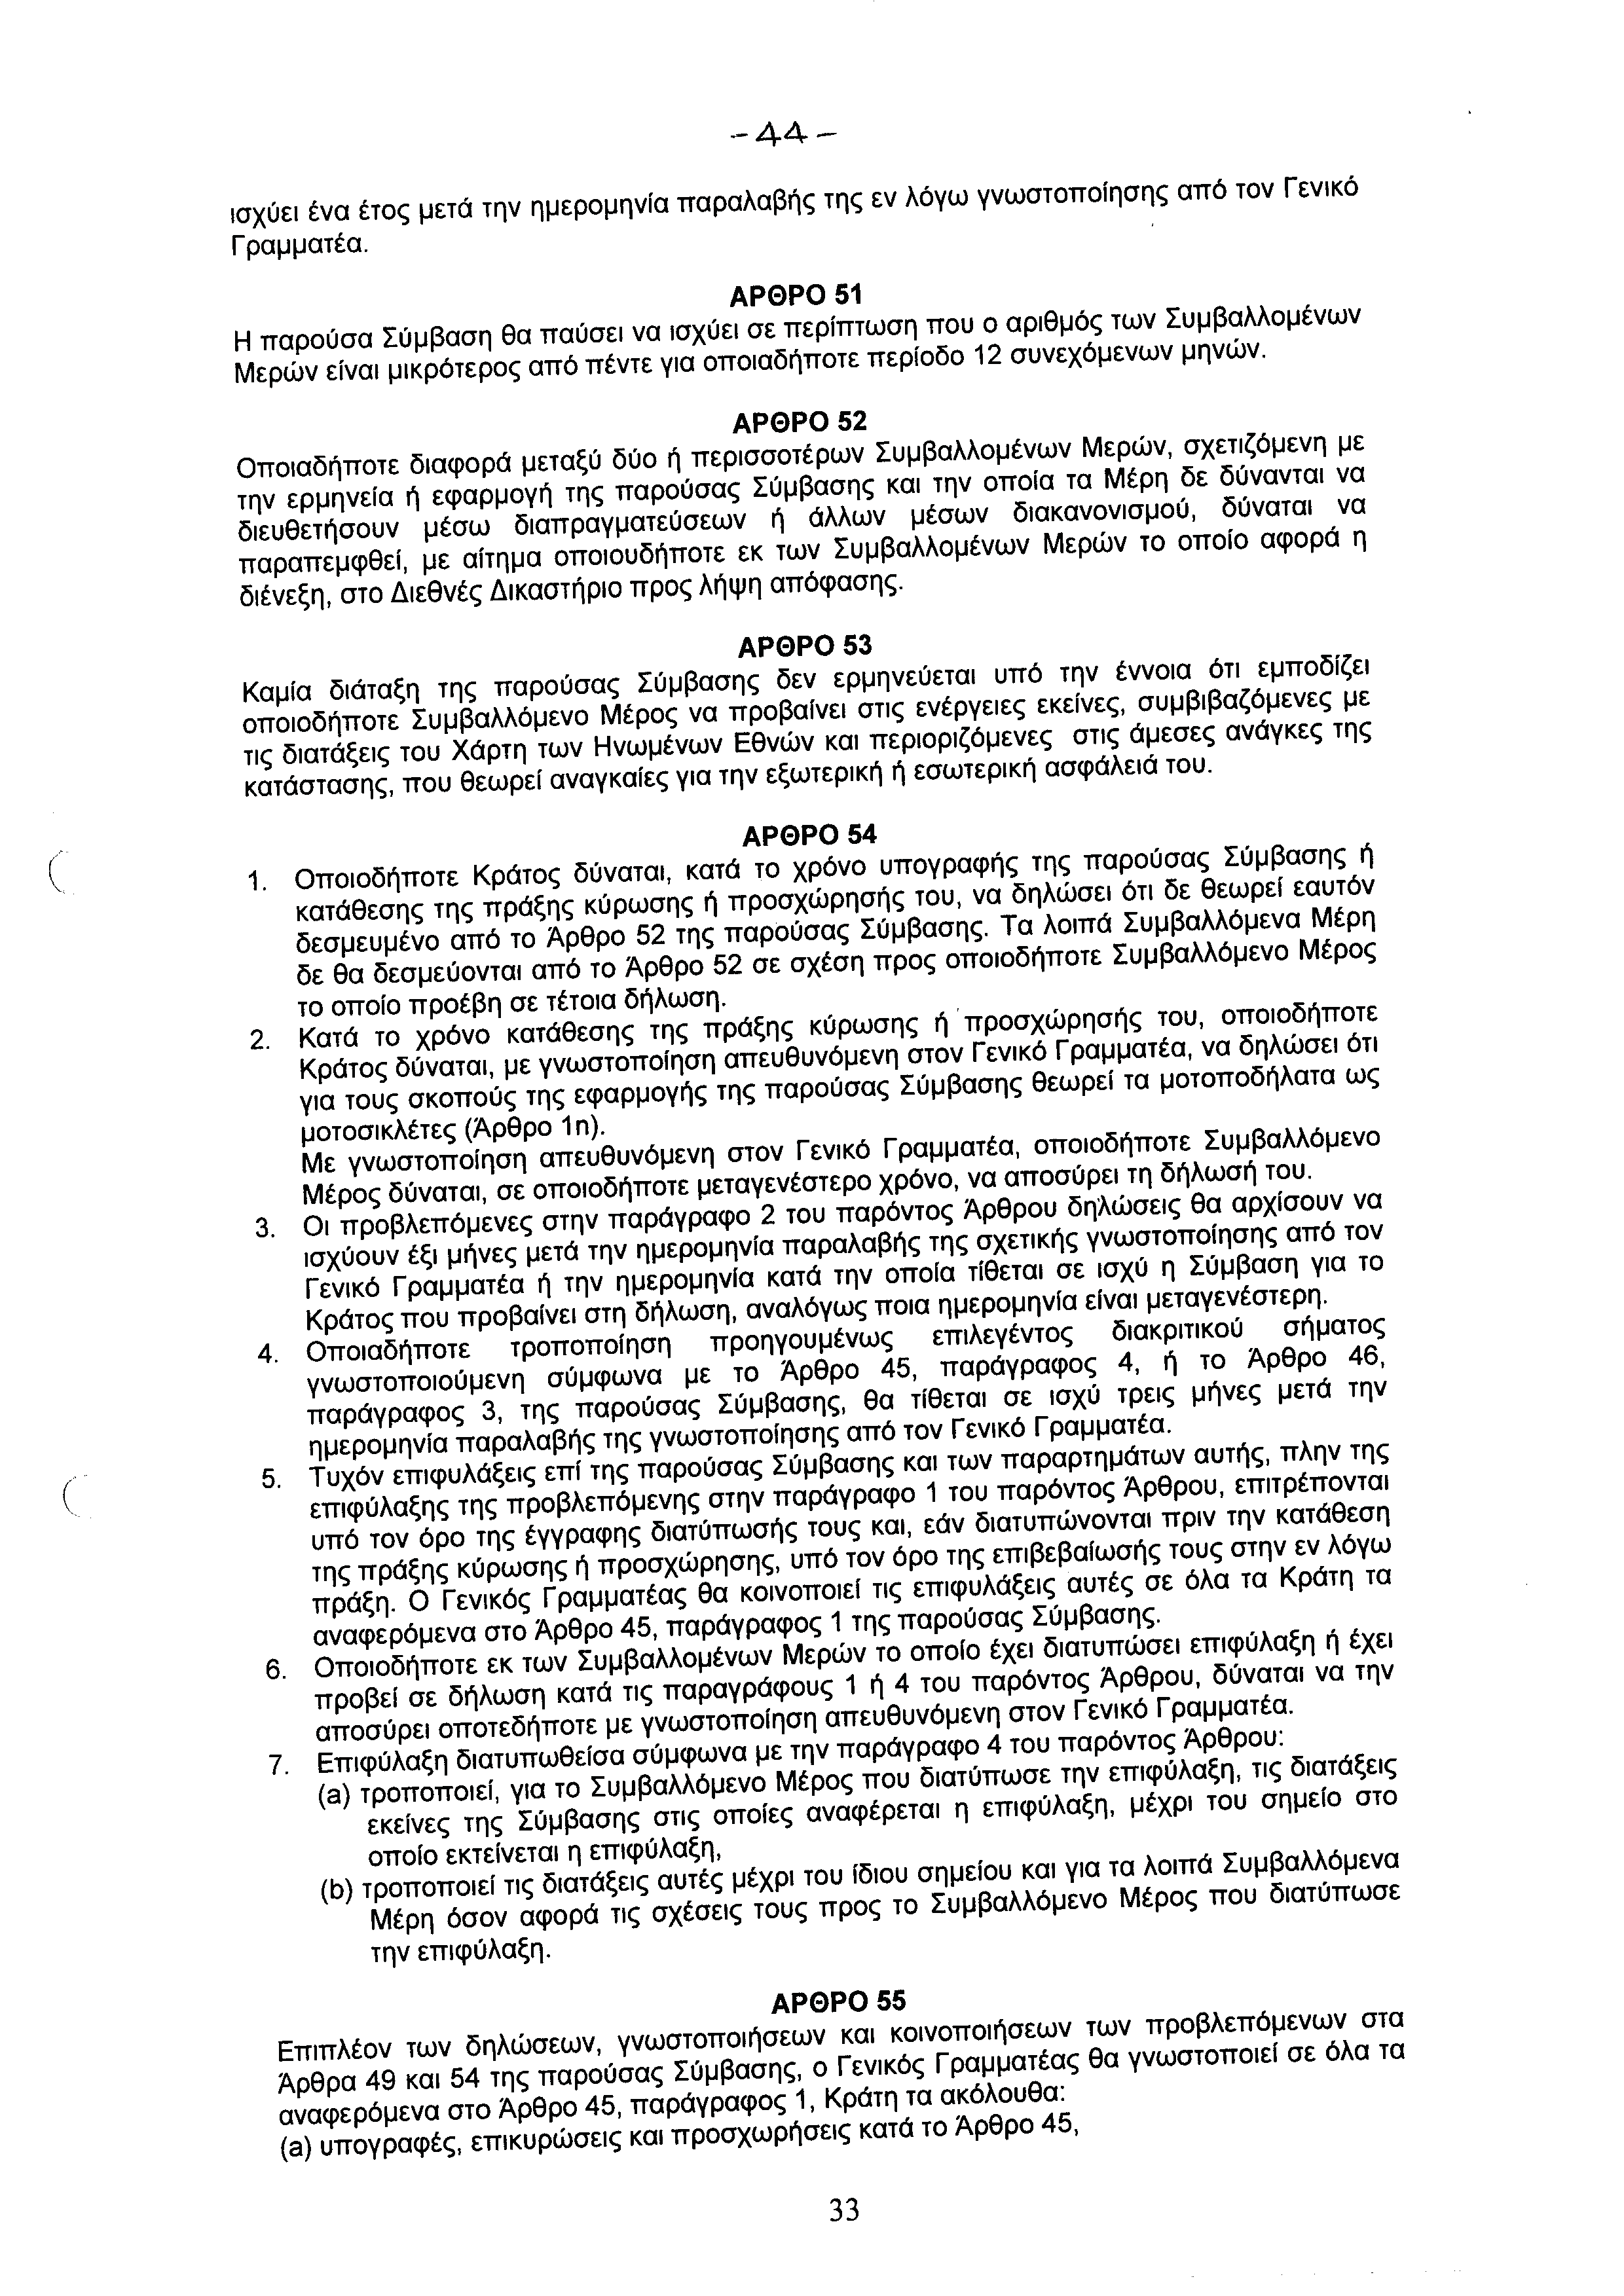 -44-
ισχύει ένα έτος μετά την ημερομηνία παραλαβής της εν λόγω γνωστοποίησης από τον Γενικό
Γραμματέα.
ΑΡΘΡΟ 51
Η παρούσα Σύμβαση θα παύσει να ισχύει σε περίπτωση που ο αριθμός των Συμβαλλομένων
Μερών είναι μικρότερος από πέντε για οποιαδήποτε περίοδο 12 συνεχόμενων μηνών.
ΑΡΘΡΟ 52
Οποιαδήποτε διαφορά μεταξύ δύο ή περισσοτέρων Συμβαλλομένων Μερών, σχετιζόμενη με
την ερμηνεία ή εφαρμογή της παρούσας Σύμβασης και την οποία τα Μέρη δε δύνανται να
διευθετήσουν μέσω διαπραγματεύσεων ή άλλων μέσων διακανονισμού, δύναται να
παραπεμφθεί, με αίτημα οποιουδήποτε εκ των Συμβαλλομένων Μερών το οποίο αφορά η
διένεξη, στο Διεθνές Δικαστήριο προς λήψη απόφασης.
ΑΡΘΡΟ 53
Καμία διάταξη της παρούσας Σύμβασης δεν ερμηνεύεται υπό την έννοια ότι εμποδίζει
οποιοδήποτε Συμβαλλόμενο Μέρος να προβαίνει στις ενέργειες εκείνες, συμβιβαζόμενες με
τις διατάξεις του Χάρτη των Ηνωμένων Εθνών και περιοριζόμενες στις άμεσες ανάγκες της
κατάστασης, που θεωρεί αναγκαίες για την εξωτερική ή εσωτερική ασφάλειά του.
ΑΡΘΡΟ 54
1. Οποιοδήποτε Κράτος δύναται, κατά το χρόνο υπογραφής της παρούσας Σύμβασης ή
κατάθεσης της πράξης κύρωσης ή προσχώρησής του, να δηλώσει ότι δε θεωρεί εαυτόν
δεσμευμένο από το Άρθρο 52 της παρούσας Σύμβασης. Τα λοιπά Συμβαλλόμενα Μέρη
δε θα δεσμεύονται από το Άρθρο 52 σε σχέση προς οποιοδήποτε Συμβαλλόμενο Μέρος
το οποίο προέβη σε τέτοια δήλωση.
2. Κατά το χρόνο κατάθεσης της πράξης κύρωσης ή προσχώρησής του, οποιοδήποτε
Κράτος δύναται, με γνωστοποίηση απευθυνόμενη στον Γενικό Γραμματέα, να δηλώσει ότι
για τους σκοπούς της εφαρμογής της παρούσας Σύμβασης θεωρεί τα μοτοποδήλατα ως
μοτοσικλέτες (Άρθρο 1n).
Με γνωστοποίηση απευθυνόμενη στον Γενικό Γραμματέα, οποιοδήποτε Συμβαλλόμενο
Μέρος δύναται, σε οποιοδήποτε μεταγενέστερο χρόνο, να αποσύρει τη δήλωσή του.
3. Οι προβλεπόμενες στην παράγραφο 2 του παρόντος Άρθρου δηλώσεις θα αρχίσουν να
ισχύουν έξι μήνες μετά την ημερομηνία παραλαβής της σχετικής γνωστοποίησης από τον
Γενικό Γραμματέα ή την ημερομηνία κατά την οποία τίθεται σε ισχύ η Σύμβαση για το
Κράτος που προβαίνει στη δήλωση, αναλόγως ποια ημερομηνία είναι μεταγενέστερη.
4. Οποιαδήποτε τροποποίηση προηγουμένως επιλεγέντος διακριτικού σήματος
γνωστοποιούμενη σύμφωνα με το Άρθρο 45, παράγραφος 4, ή το Άρθρο 46,
παράγραφος 3, της παρούσας Σύμβασης, θα τίθεται σε ισχύ τρεις μήνες μετά την
ημερομηνία παραλαβής της γνωστοποίησης από τον Γενικό Γραμματέα.
5. Τυχόν επιφυλάξεις επί της παρούσας Σύμβασης και των παραρτημάτων αυτής, πλην της
επιφύλαξης της προβλεπόμενης στην παράγραφο 1 του παρόντος Άρθρου, επιτρέπονται
υπό τον όρο της έγγραφης διατύπωσής τους και, εάν διατυπώνονται πριν την κατάθεση
της πράξης κύρωσης ή προσχώρησης, υπό τον όρο της επιβεβαίωσής τους στην εν λόγω
πράξη. Ο Γενικός Γραμματέας θα κοινοποιεί τις επιφυλάξεις αυτές σε όλα τα Κράτη τα
αναφερόμενα στο Άρθρο 45, παράγραφος 1 της παρούσας Σύμβασης.
6. Οποιοδήποτε εκ των Συμβαλλομένων Μερών το οποίο έχει διατυπώσει επιφύλαξη ή έχει
προβεί σε δήλωση κατά τις παραγράφους 1 ή 4 του παρόντος Άρθρου, δύναται να την
αποσύρει οποτεδήποτε με γνωστοποίηση απευθυνόμενη στον Γενικό Γραμματέα.
7. Επιφύλαξη διατυπωθείσα σύμφωνα με την παράγραφο 4 του παρόντος Άρθρου:
(a) τροποποιεί, για το Συμβαλλόμενο Μέρος που διατύπωσε την επιφύλαξη, τις διατάξεις
εκείνες της Σύμβασης στις οποίες αναφέρεται η επιφύλαξη, μέχρι του σημείο στο
οποίο εκτείνεται η επιφύλαξη,
(b) τροποποιεί τις διατάξεις αυτές μέχρι του ίδιου σημείου και για τα λοιπά Συμβαλλόμενα
Μέρη όσον αφορά τις σχέσεις τους προς το Συμβαλλόμενο Μέρος που διατύπωσε
την επιφύλαξη.
ΑΡΘΡΟ 55
Επιπλέον των δηλώσεων, γνωστοποιήσεων και κοινοποιήσεων των προβλεπόμενων στα
Άρθρα 49 και 54 της παρούσας Σύμβασης, ο Γενικός Γραμματέας θα γνωστοποιεί σε όλα τα
αναφερόμενα στο Άρθρο 45, παράγραφος 1, Κράτη τα ακόλουθα:
(a) υπογραφές, επικυρώσεις και προσχωρήσεις κατά το Άρθρο 45,
33